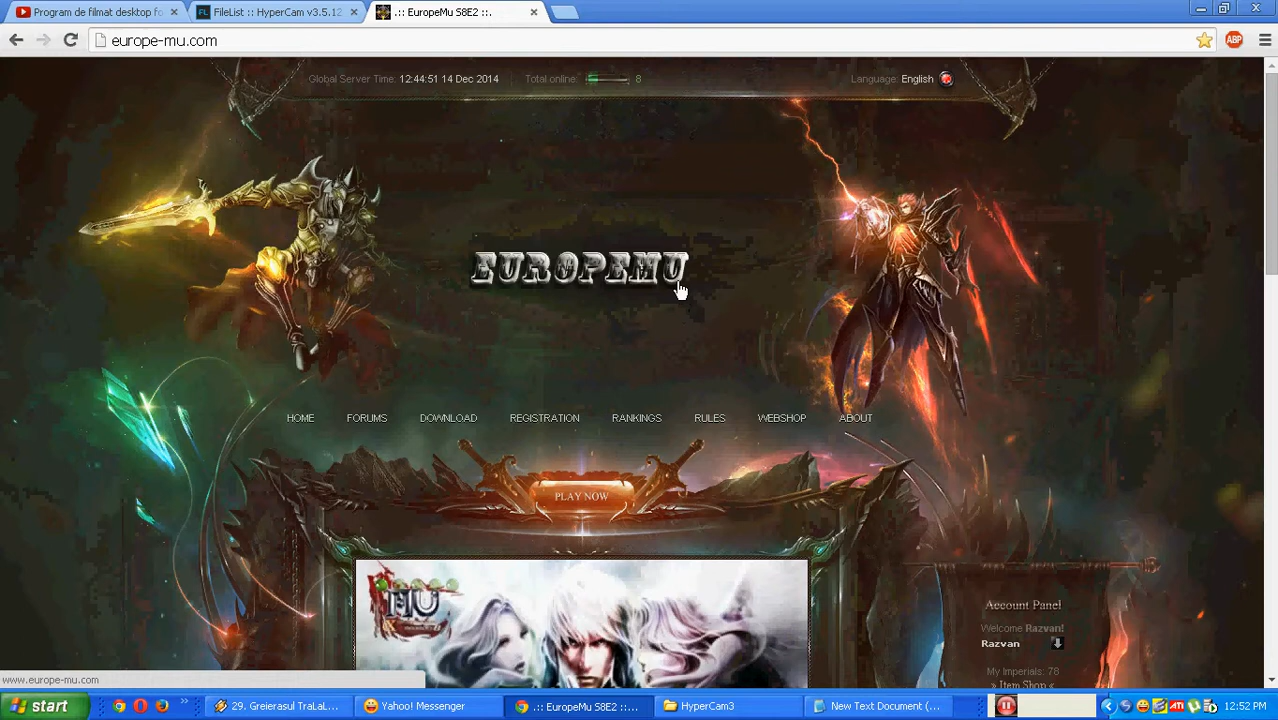 Program de filmat desktop fo
FileList :: HyperCam v3.5.12
.:: EuropeMu S8E2 ::.
europe-mu.com
ABP
Global Server Time: 12:44:51 14 Dec 2014
Total online: 8
Language: English
EUROPEMU
HOME FORUMS DOWNLOAD REGISTRATION RANKINGS RULES WEBSHOP ABOUT
PLAY NOW
MU
Account Panel
Welcome Razvan!
Razvan
My Imperials: 78
» Item Shop «
www.europe-mu.com
start
29. Greierasul TraLaL...
Yahoo! Messenger
.:: EuropeMu S8E2 ::...
HyperCam3
New Text Document (...
ATI
12:52 PM